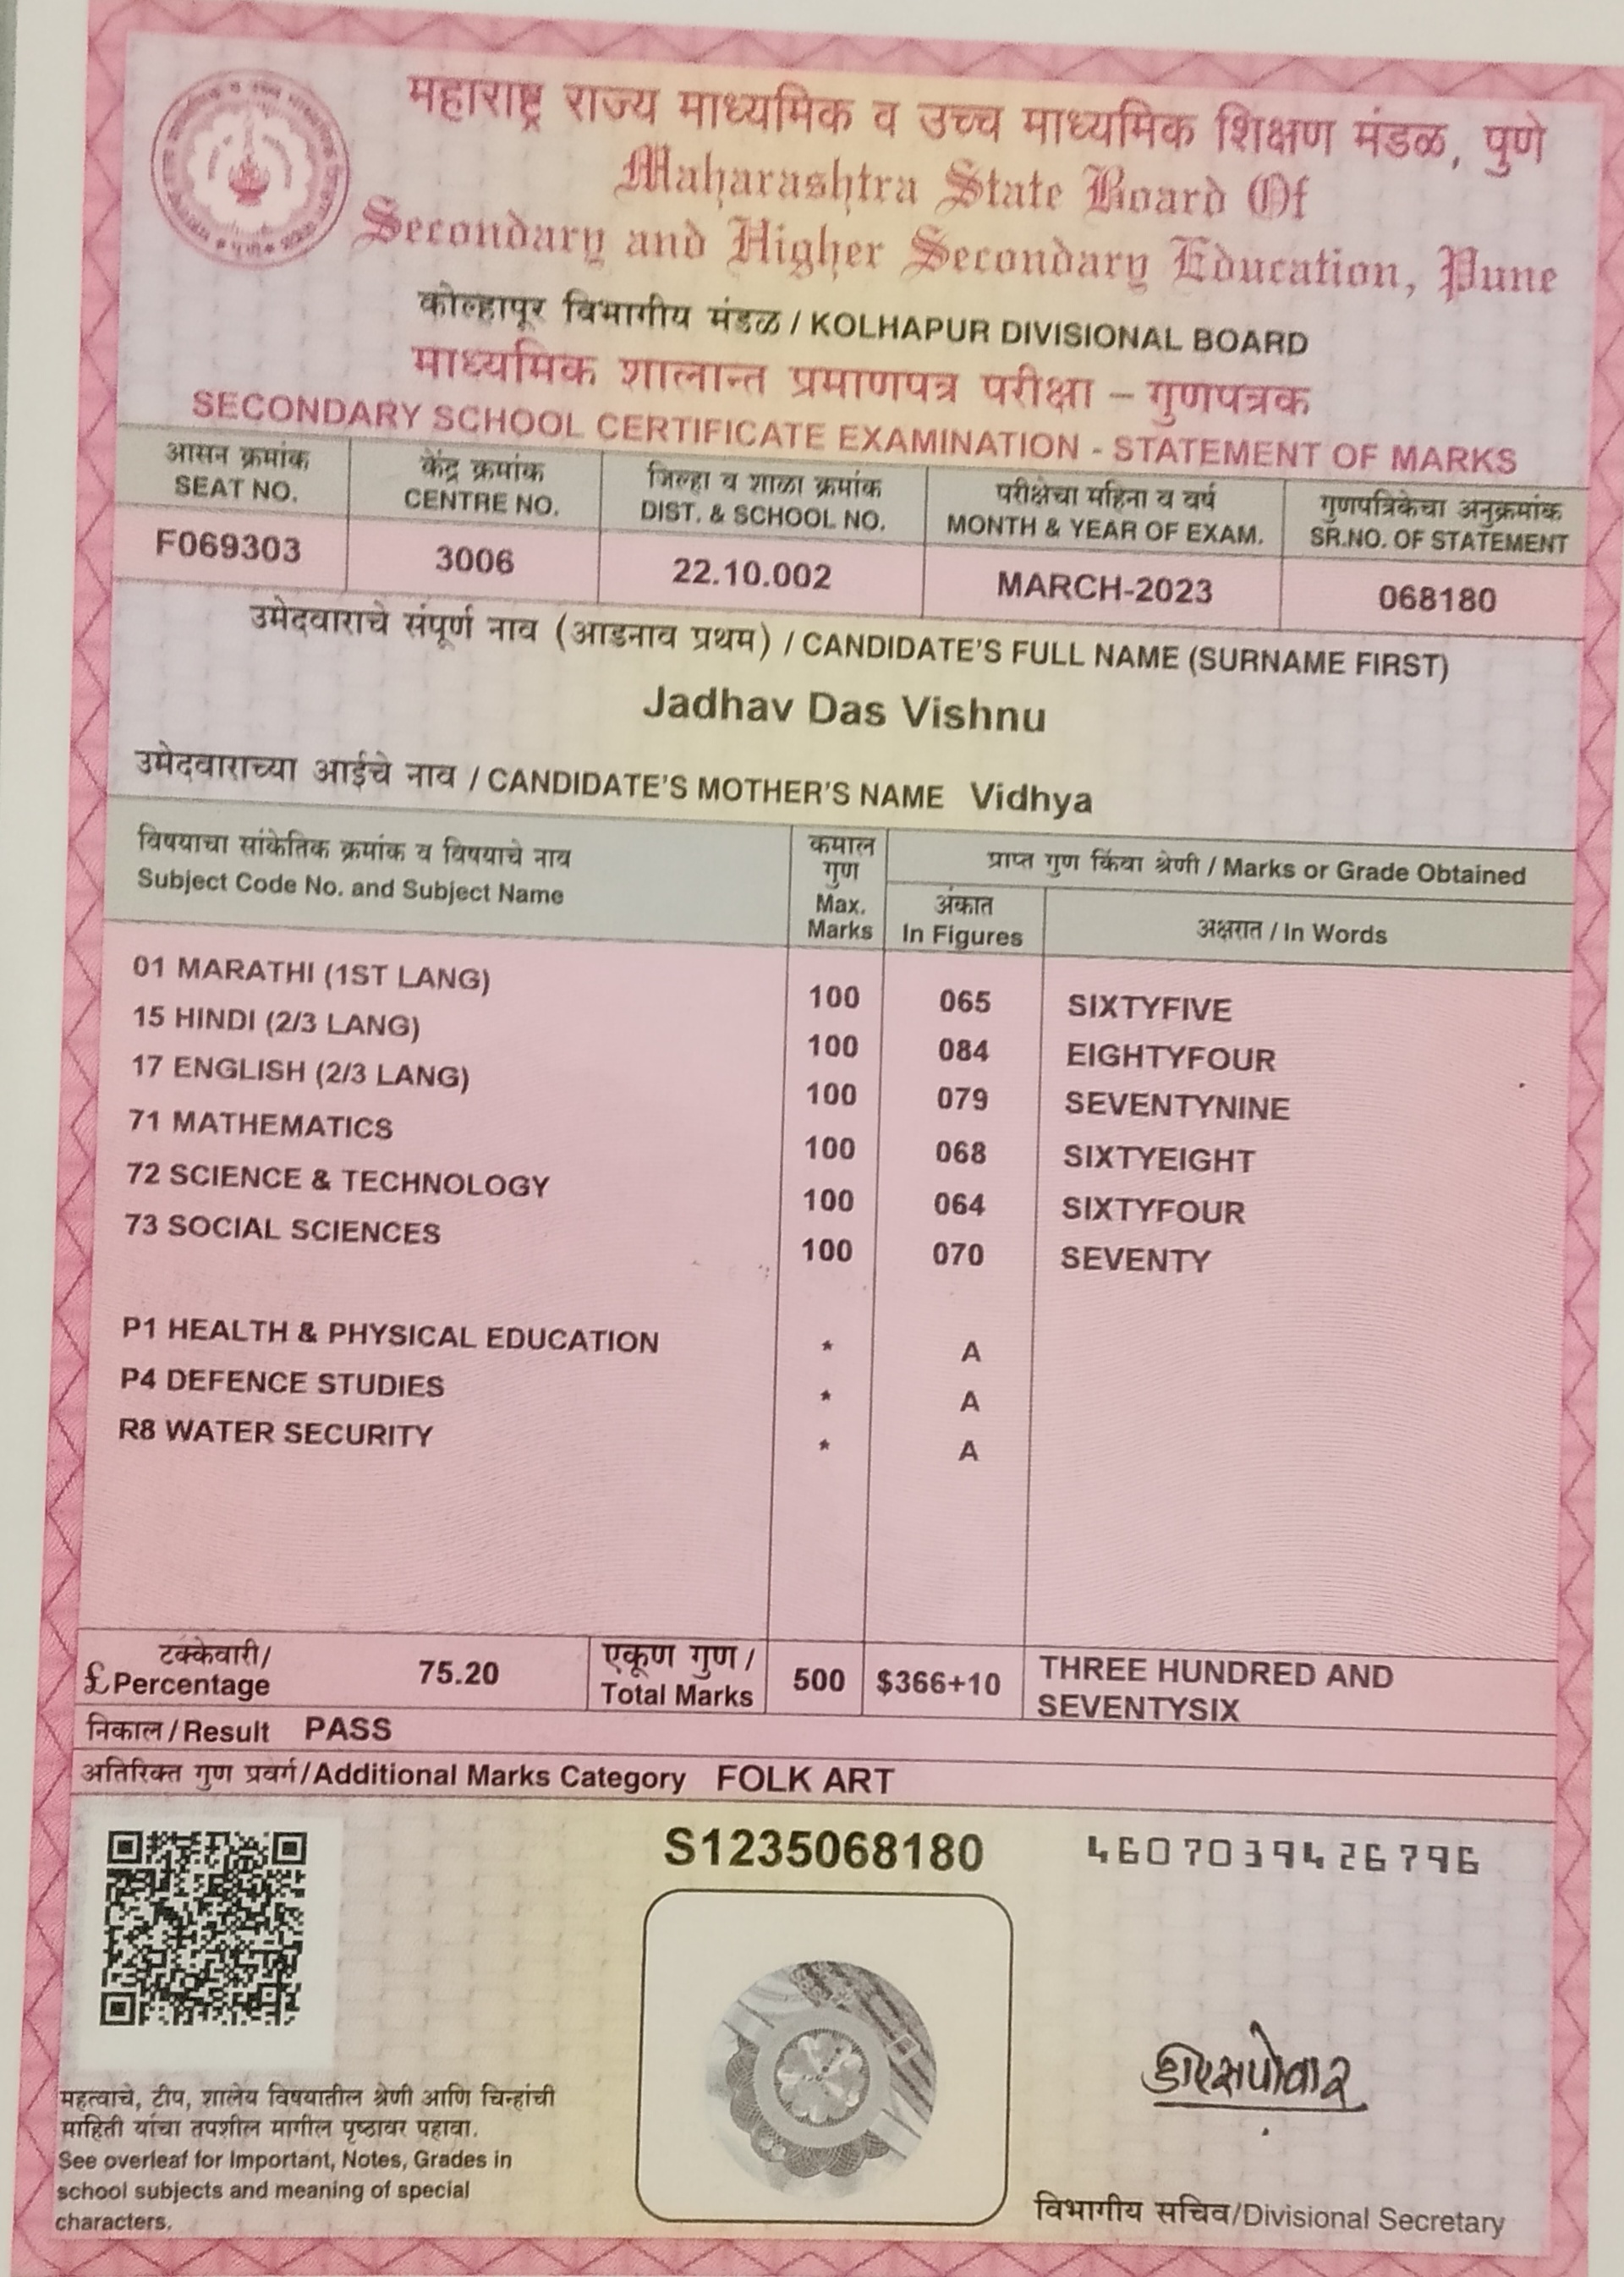 महाराष्ट्र राज्य माध्यमिक व उच्च माध्यमिक शिक्षण मंडळ, पुणे
Maharashtra State Board Of
Secondary and Higher Secondary Education, Pune
कोल्हापूर विभागीय मंडळ / KOLHAPUR DIVISIONAL BOARD
माध्यमिक शालान्त प्रमाणपत्र परीक्षा – गुणपत्रक
SECONDARY SCHOOL CERTIFICATE EXAMINATION - STATEMENT OF MARKS
आसन क्रमांक केंद्र क्रमांक जिल्हा व शाळा क्रमांक परीक्षेचा महिना व वर्ष गुणपत्रिकेचा अनुक्रमांक
SEAT NO. CENTRE NO. DIST. & SCHOOL NO. MONTH & YEAR OF EXAM. SR.NO. OF STATEMENT
F069303 3006 22.10.002 MARCH-2023 068180
उमेदवाराचे संपूर्ण नाव (आडनाव प्रथम) / CANDIDATE'S FULL NAME (SURNAME FIRST)
Jadhav Das Vishnu
उमेदवाराच्या आईचे नाव / CANDIDATE'S MOTHER'S NAME Vidhya
विषयाचा सांकेतिक क्रमांक व विषयाचे नाव
Subject Code No. and Subject Name
कमाल
गुण
Max.
Marks
प्राप्त गुण किंवा श्रेणी / Marks or Grade Obtained
अंकात
In Figures
अक्षरात / In Words
01 MARATHI (1ST LANG) 100 065 SIXTYFIVE
15 HINDI (2/3 LANG) 100 084 EIGHTYFOUR
17 ENGLISH (2/3 LANG) 100 079 SEVENTYNINE
71 MATHEMATICS 100 068 SIXTYEIGHT
72 SCIENCE & TECHNOLOGY 100 064 SIXTYFOUR
73 SOCIAL SCIENCES 100 070 SEVENTY
P1 HEALTH & PHYSICAL EDUCATION * A
P4 DEFENCE STUDIES * A
R8 WATER SECURITY * A
टक्केवारी/
£ Percentage 75.20
एकूण गुण /
Total Marks 500 $366+10
THREE HUNDRED AND
SEVENTYSIX
निकाल/Result PASS
अतिरिक्त गुण प्रवर्ग/Additional Marks Category FOLK ART
S1235068180 4607039426796
महत्वाचे, टीप, शालेय विषयातील श्रेणी आणि चिन्हांची
माहिती यांचा तपशील मागील पृष्ठावर पहावा.
See overleaf for Important, Notes, Grades in
school subjects and meaning of special
characters.
विभागीय सचिव/Divisional Secretary